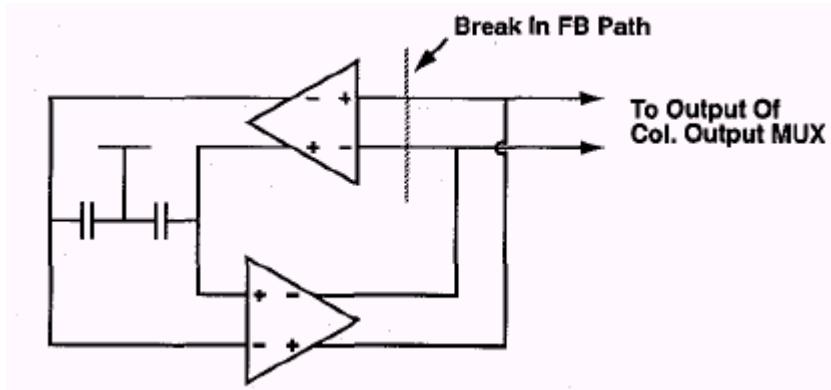 Break In FB Path
To Output Of
Col. Output MUX
- +
+ -
+ -
- +